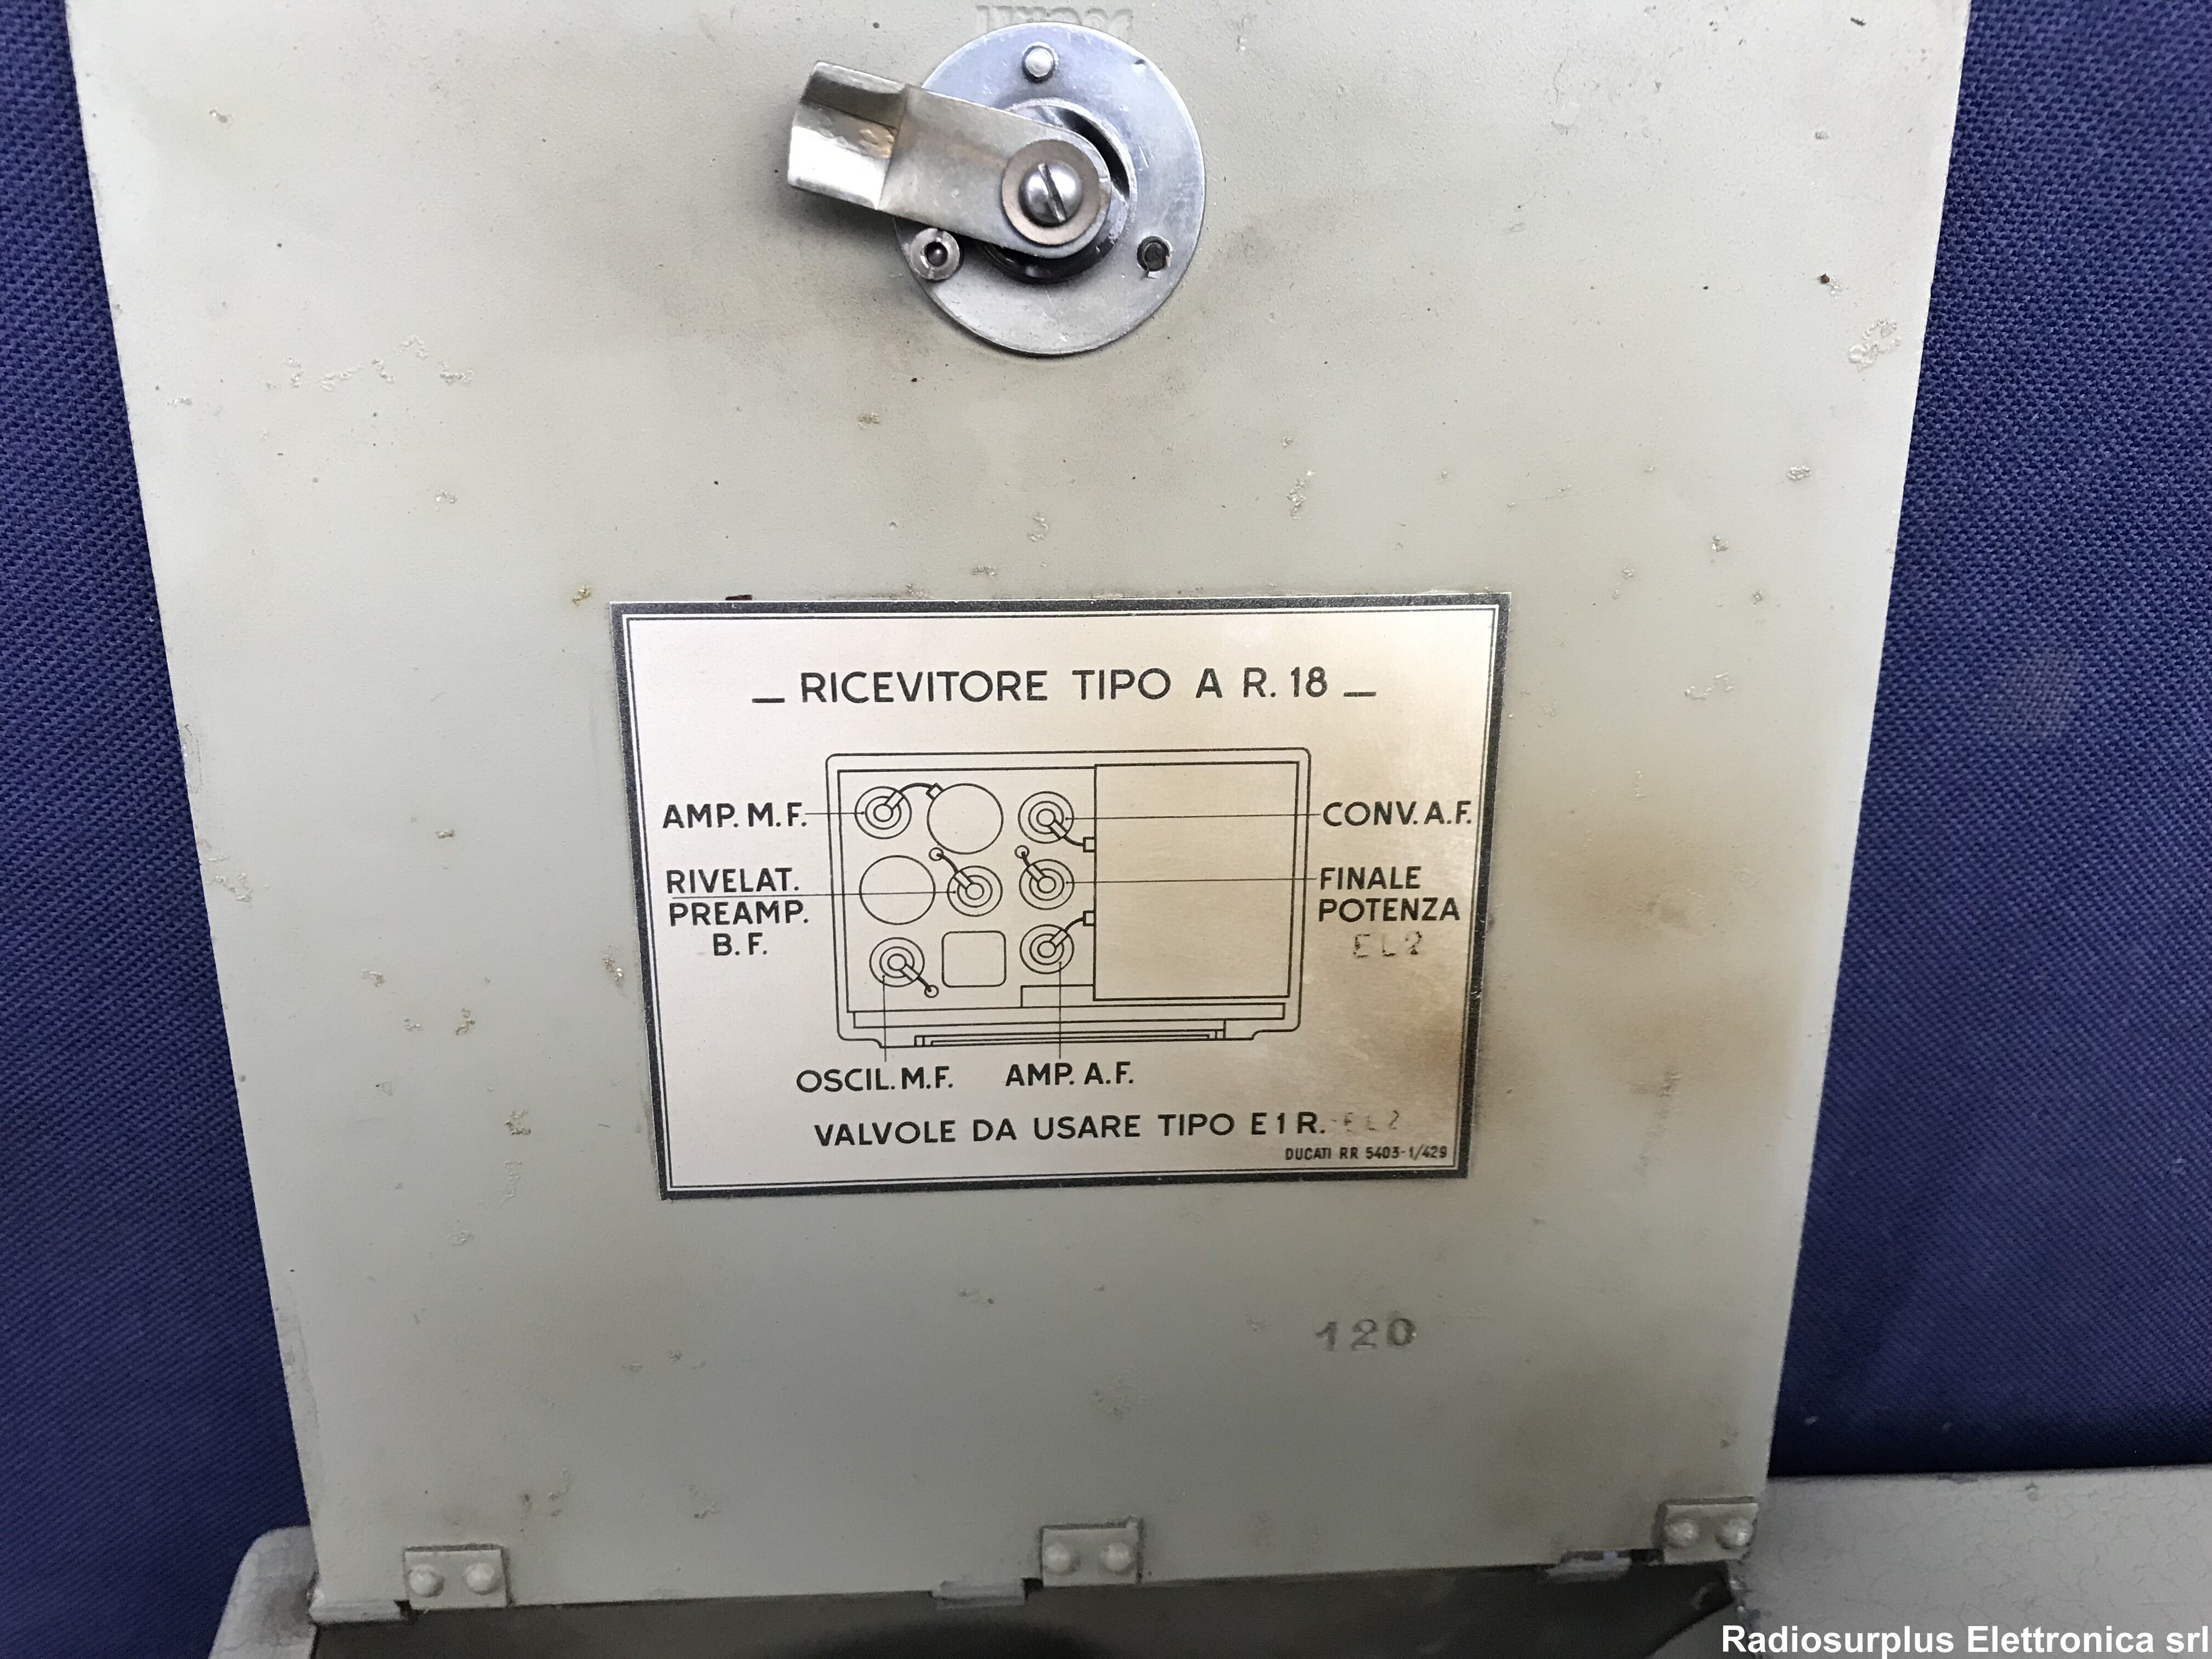 — RICEVITORE TIPO A R. 18 —
AMP. M.F.
CONV. A.F.
RIVELAT.
PREAMP.
B. F.
FINALE
POTENZA
EL2
OSCIL. M.F.
AMP. A.F.
VALVOLE DA USARE TIPO E 1 R. EL2
DUCATI RR 5403-1/429
120
Radiosurplus Elettronica srl